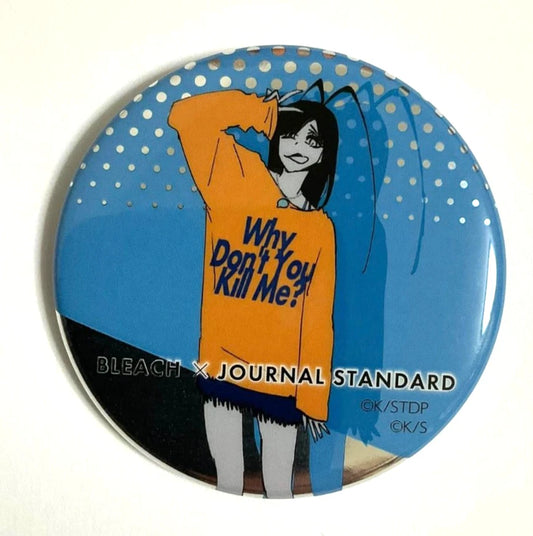 Why
Don't You
Kill Me?
BLEACH × JOURNAL STANDARD
©K/STDP
©K/S